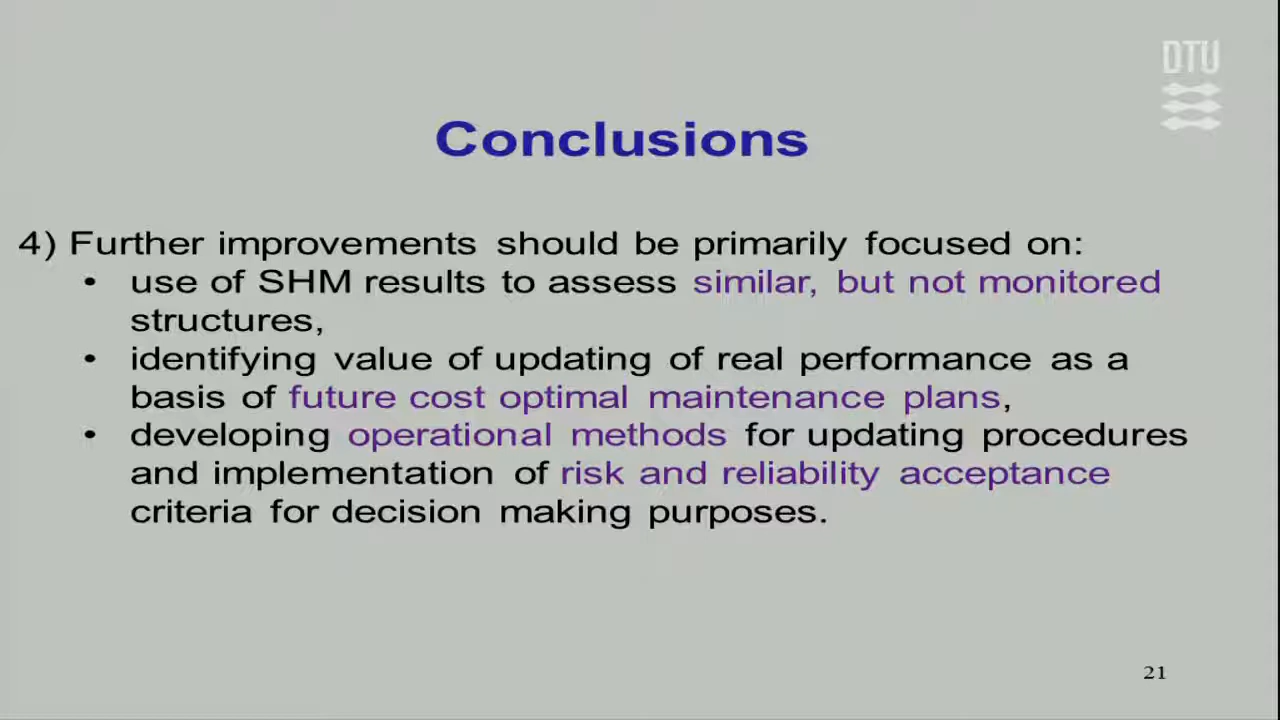 DTU
Conclusions
4) Further improvements should be primarily focused on:
• use of SHM results to assess similar, but not monitored
structures,
• identifying value of updating of real performance as a
basis of future cost optimal maintenance plans,
• developing operational methods for updating procedures
and implementation of risk and reliability acceptance
criteria for decision making purposes.
21